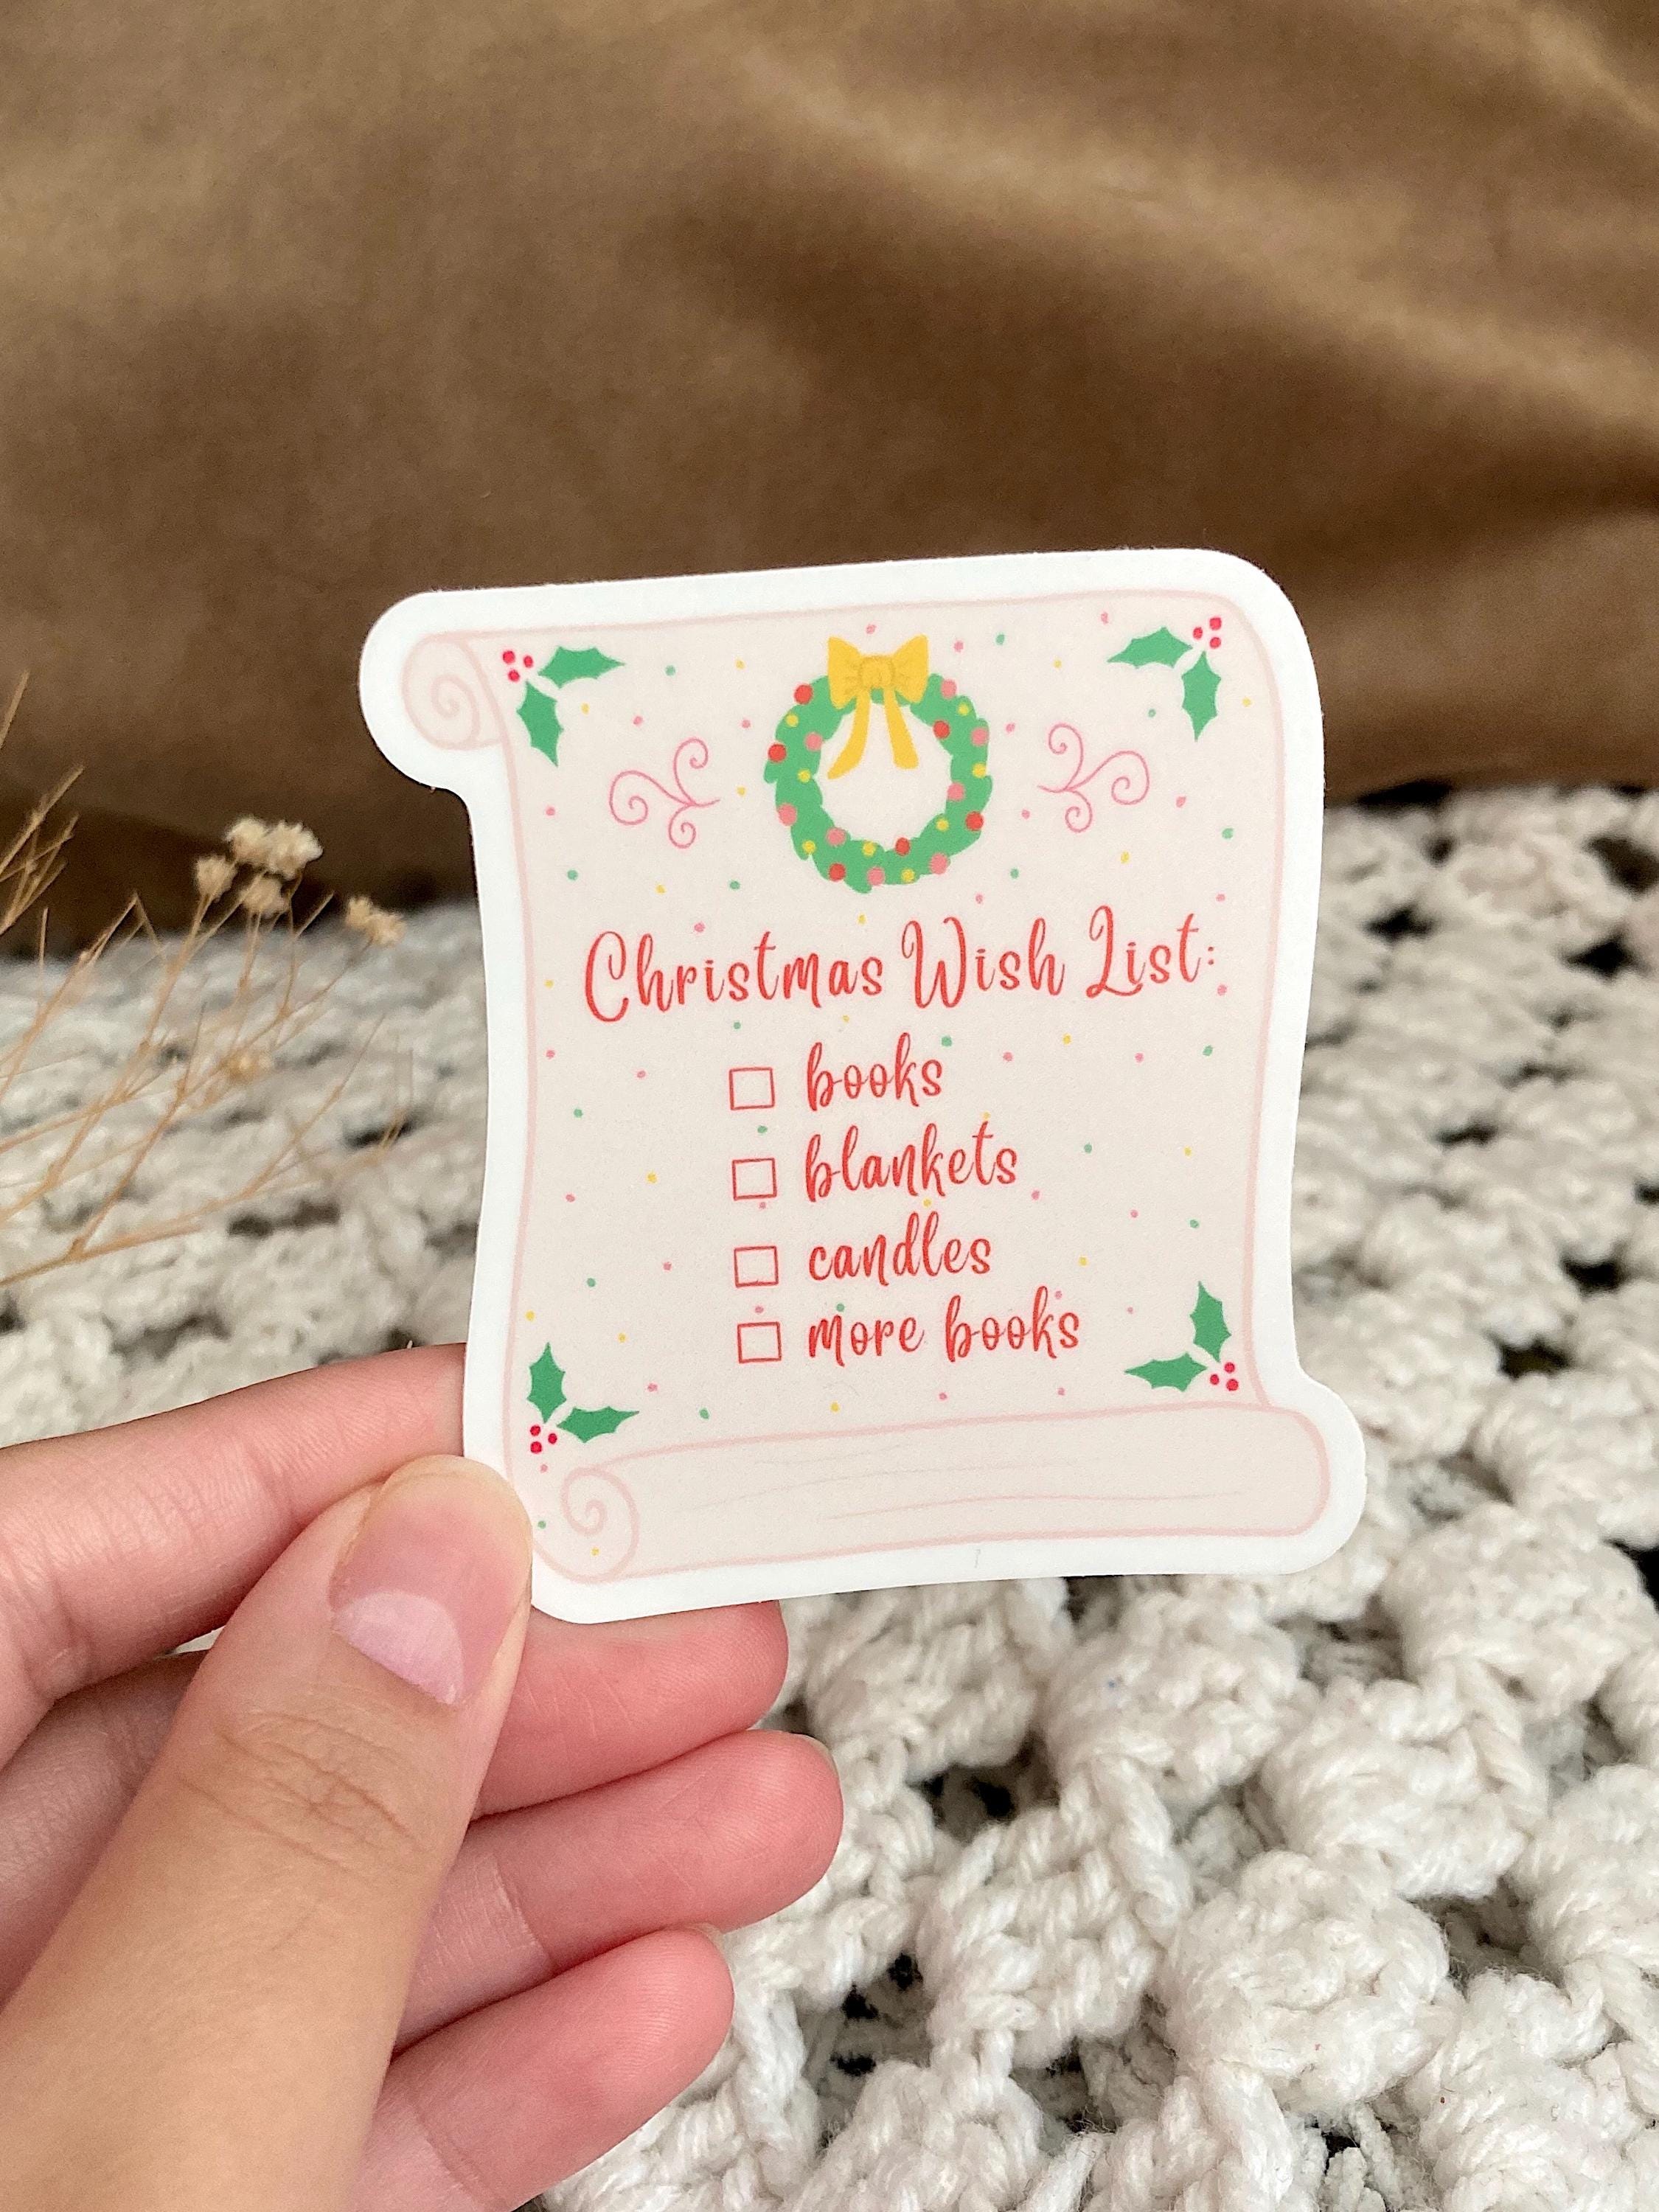 Christmas Wish List:
books
blankets
candles
more books